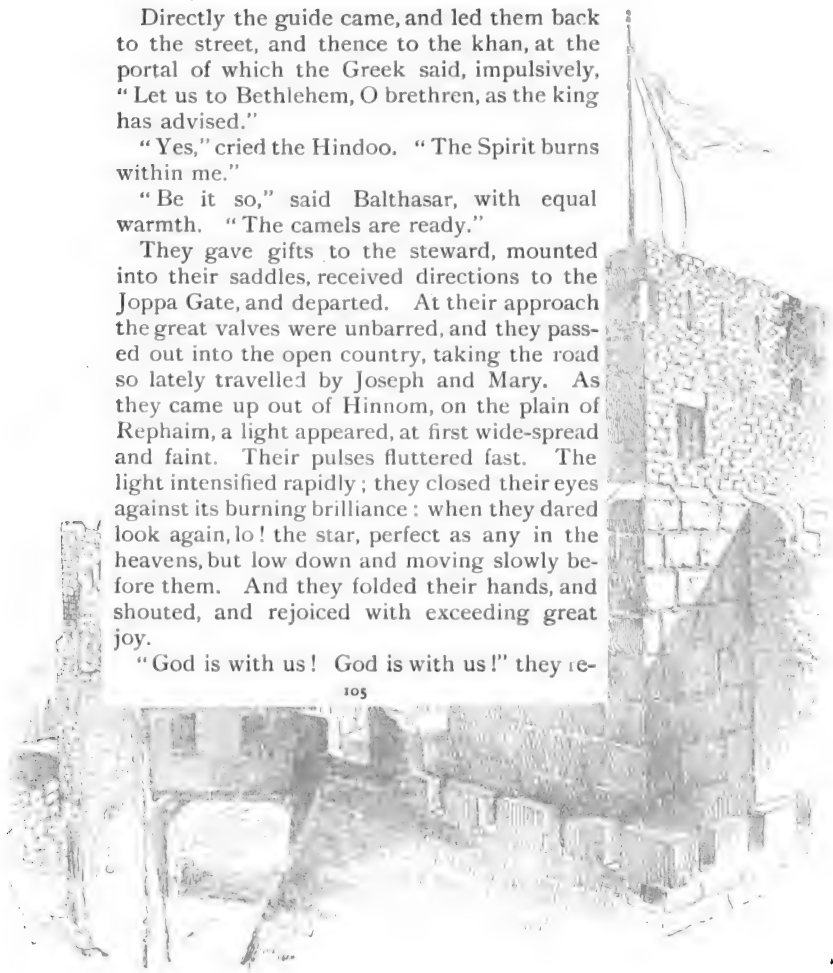 Directly the guide came, and led them back
to the street, and thence to the khan, at the
portal of which the Greek said, impulsively,
“Let us to Bethlehem, O brethren, as the king
has advised.”
“Yes,” cried the Hindoo. “The Spirit burns
within me.”
“Be it so,” said Balthasar, with equal
warmth. “The camels are ready.”
They gave gifts to the steward, mounted
into their saddles, received directions to the
Joppa Gate, and departed. At their approach
the great valves were unbarred, and they pass-
ed out into the open country, taking the road
so lately travelled by Joseph and Mary. As
they came up out of Hinnom, on the plain of
Rephaim, a light appeared, at first wide-spread
and faint. Their pulses fluttered fast. The
light intensified rapidly; they closed their eyes
against its burning brilliance: when they dared
look again, lo! the star, perfect as any in the
heavens, but low down and moving slowly be-
fore them. And they folded their hands, and
shouted, and rejoiced with exceeding great
joy.
“God is with us! God is with us!” they re-
105